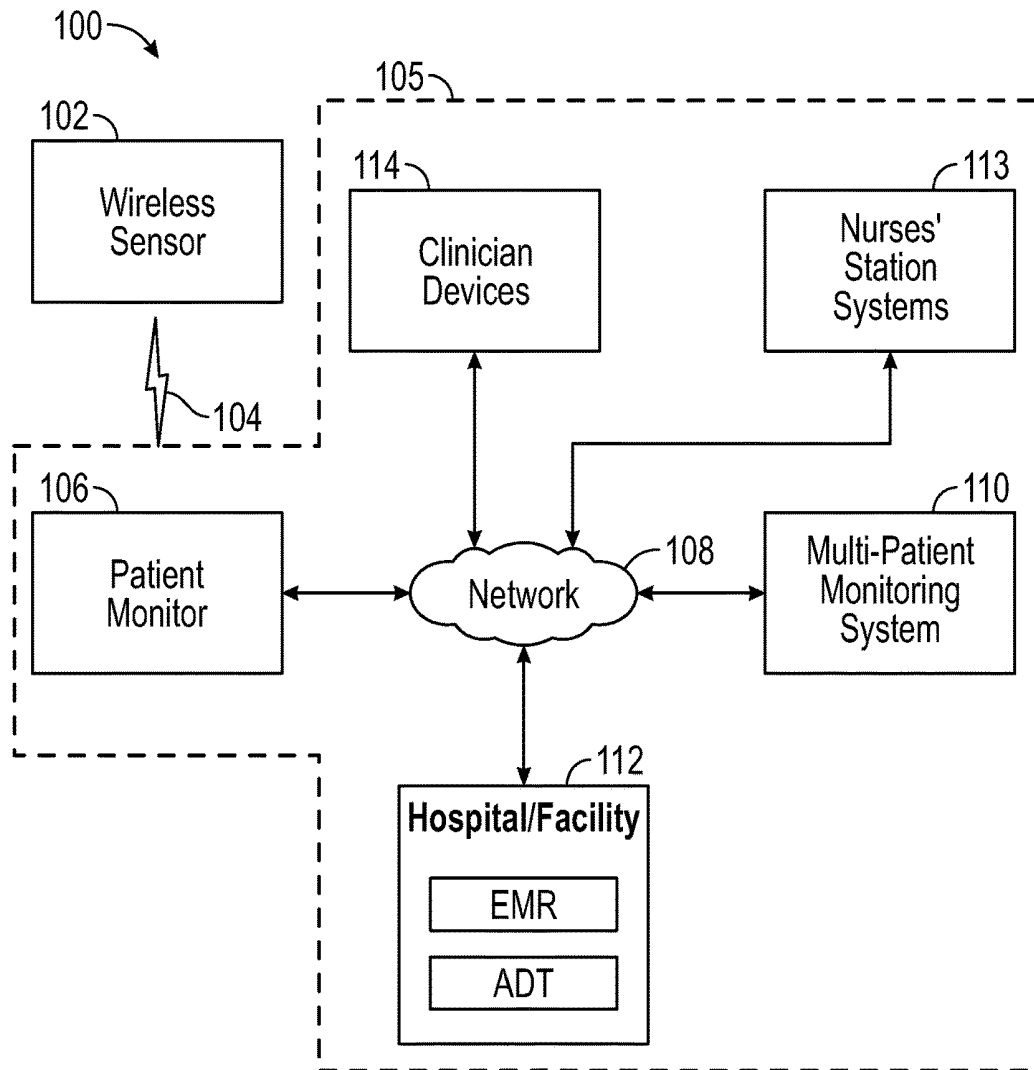 100
105
102
Wireless
Sensor
114
Clinician
Devices
113
Nurses'
Station
Systems
104
106
Patient
Monitor
108
Network
110
Multi-Patient
Monitoring
System
112
Hospital/Facility
EMR
ADT